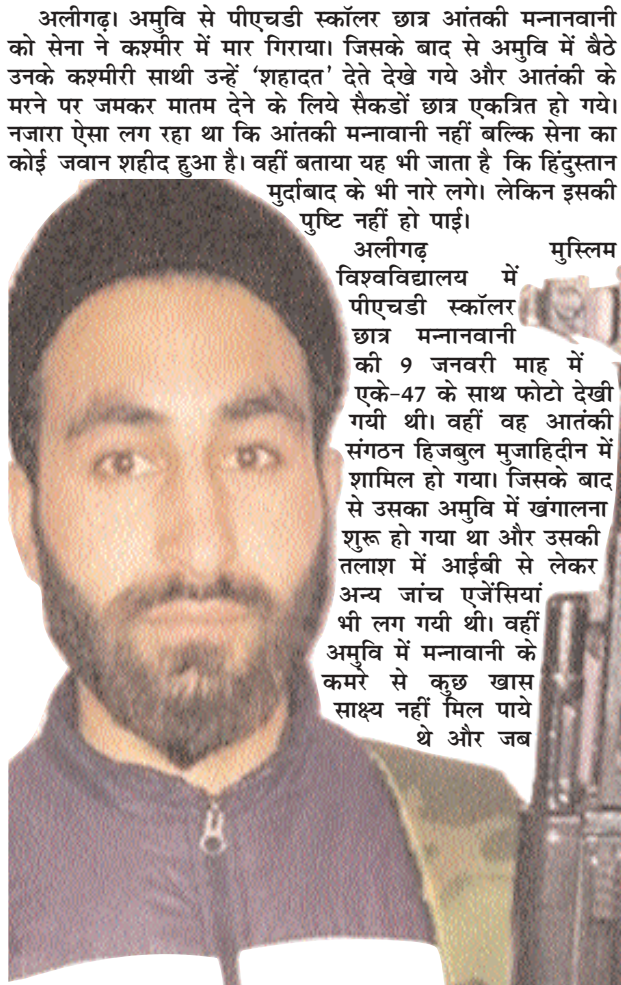 अलीगढ़। अमुवि से पीएचडी स्कॉलर छात्र आंतकी मन्नानवानी
को सेना ने कश्मीर में मार गिराया। जिसके बाद से अमुवि में बैठे
उनके कश्मीरी साथी उन्हें ‘शहादत’ देते देखे गये और आतंकी के
मरने पर जमकर मातम देने के लिये सैकडों छात्र एकत्रित हो गये।
नजारा ऐसा लग रहा था कि आंतकी मन्नावानी नहीं बल्कि सेना का
कोई जवान शहीद हुआ है। वहीं बताया यह भी जाता है कि हिंदुस्तान
मुर्दाबाद के भी नारे लगे। लेकिन इसकी
पुष्टि नहीं हो पाई।
अलीगढ़ मुस्लिम
विश्वविद्यालय में
पीएचडी स्कॉलर
छात्र मन्नानवानी
की 9 जनवरी माह में
एके-47 के साथ फोटो देखी
गयी थी। वहीं वह आतंकी
संगठन हिजबुल मुजाहिदीन में
शामिल हो गया। जिसके बाद
से उसका अमुवि में खंगालना
शुरू हो गया था और उसकी
तलाश में आईबी से लेकर
अन्य जांच एजेंसियां
भी लग गयी थी। वहीं
अमुवि में मन्नावानी के
कमरे से कुछ खास
साक्ष्य नहीं मिल पाये
थे और जब